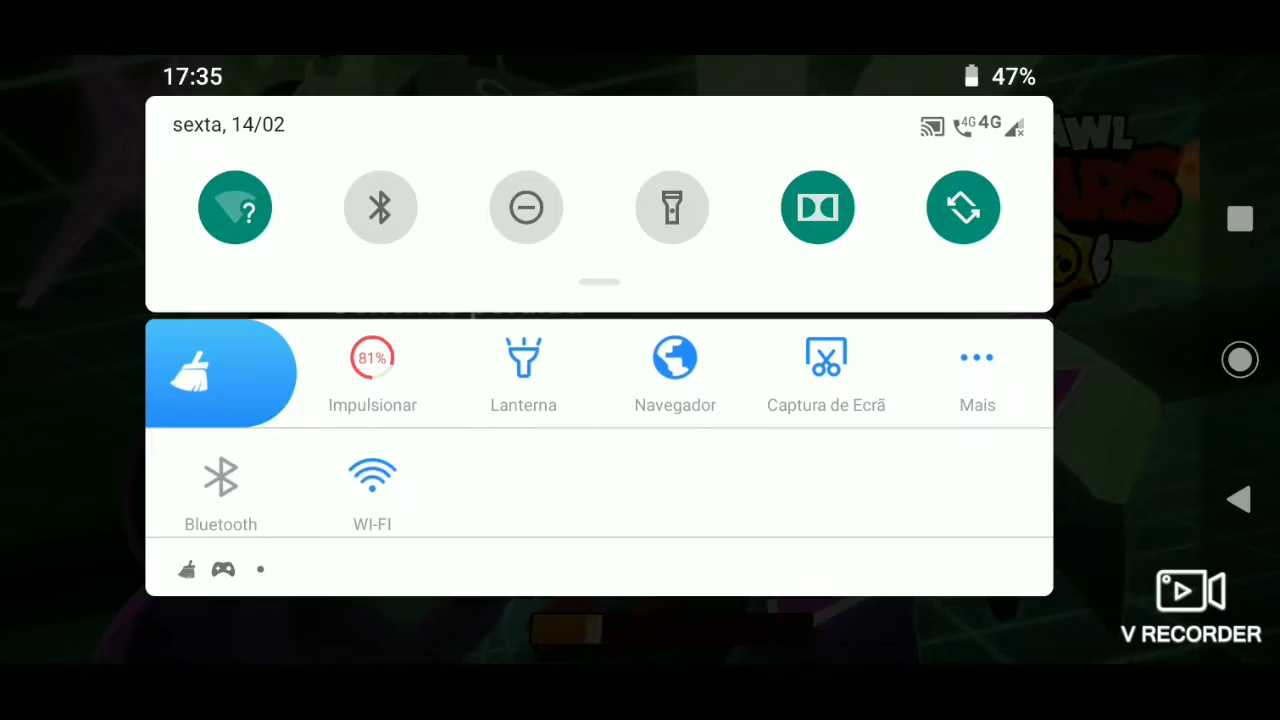 17:35
47%
sexta, 14/02
4G 4G
81%
Impulsionar
Lanterna
Navegador
Captura de Ecrã
Mais
Bluetooth
WI-FI
V RECORDER